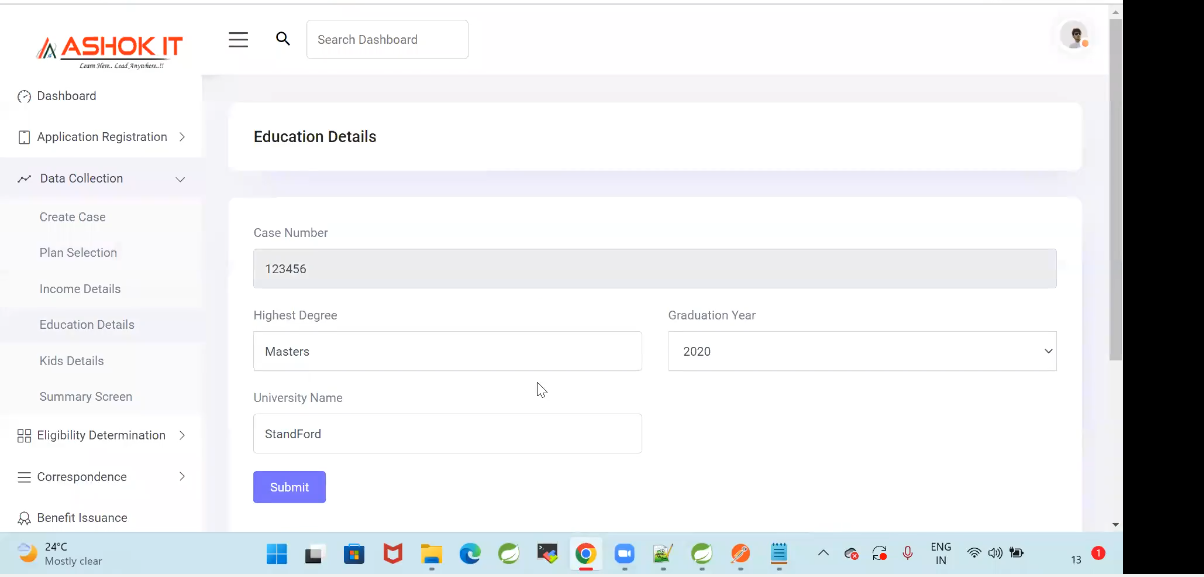 ASHOK IT
Learn Here.. Lead Anywhere..!!
Search Dashboard
Dashboard
Application Registration
Data Collection
Create Case
Plan Selection
Income Details
Education Details
Kids Details
Summary Screen
Eligibility Determination
Correspondence
Benefit Issuance
Education Details
Case Number
123456
Highest Degree
Graduation Year
Masters
2020
University Name
StandFord
Submit
24°C
Mostly clear
ENG
IN
13
1